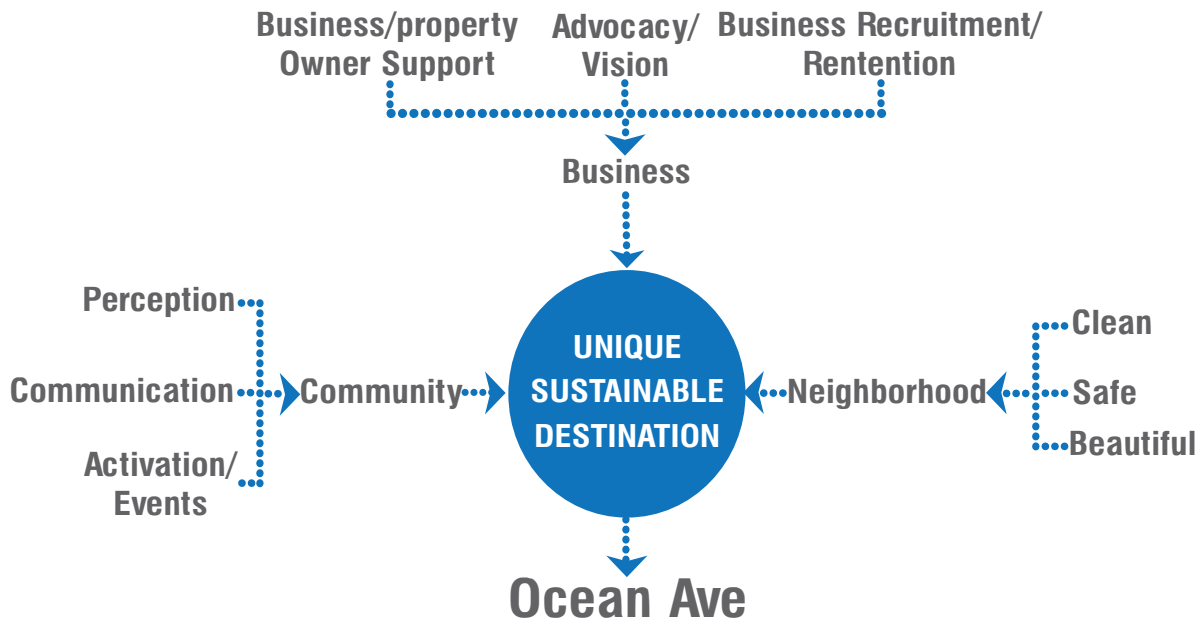 Business/property
Owner Support
Advocacy/
Vision
Business Recruitment/
Rentention
Business
Perception
Communication
Activation/
Events
Community
UNIQUE
SUSTAINABLE
DESTINATION
Neighborhood
Clean
Safe
Beautiful
Ocean Ave